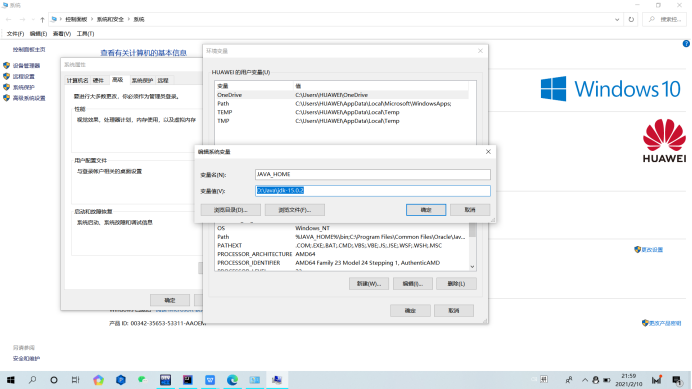 系统
控制面板 > 系统和安全 > 系统
搜索控...
文件(F) 编辑(E) 查看(V) 工具(T)
控制面板主页
设备管理器
远程设置
系统保护
高级系统设置
查看有关计算机的基本信息
系统属性
计算机名 硬件 高级 系统保护 远程
要进行大多数更改，你必须作为管理员登录。
性能
视觉效果，处理器计划，内存使用，以及虚拟内存
用户配置文件
与登录帐户相关的桌面设置
启动和故障恢复
系统启动、系统故障和调试信息
确定
环境变量
HUAWEI 的用户变量(U)
变量 值
OneDrive C:\Users\HUAWEI\OneDrive
Path C:\Users\HUAWEI\AppData\Local\Microsoft\WindowsApps;
TEMP C:\Users\HUAWEI\AppData\Local\Temp
TMP C:\Users\HUAWEI\AppData\Local\Temp
编辑系统变量
变量名(N): JAVA_HOME
变量值(V): D:\Java\jdk-15.0.2
浏览目录(D)... 浏览文件(F)... 确定 取消
OS Windows_NT
Path %JAVA_HOME%\bin;C:\Program Files\Common Files\Oracle\Jav...
PATHEXT .COM;.EXE;.BAT;.CMD;.VBS;.VBE;.JS;.JSE;.WSF;.WSH;.MSC
PROCESSOR_ARCHITECTURE AMD64
PROCESSOR_IDENTIFIER AMD64 Family 23 Model 24 Stepping 1, AuthenticAMD
新建(W)... 编辑(I)... 删除(L)
确定 取消
Windows 10
HUAWEI
更改设置
产品 ID: 00342-35653-53311-AAOEM
更改产品密钥
另请参阅
安全和维护
21:59
2021/2/10